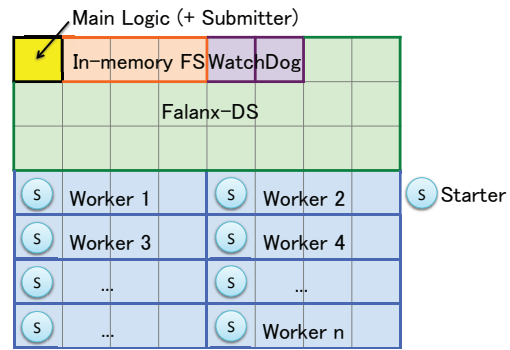 Main Logic (+ Submitter)
In-memory FS WatchDog
Falanx-DS
S Worker 1 S Worker 2 S Starter
S Worker 3 S Worker 4
S ... S ...
S ... S Worker n